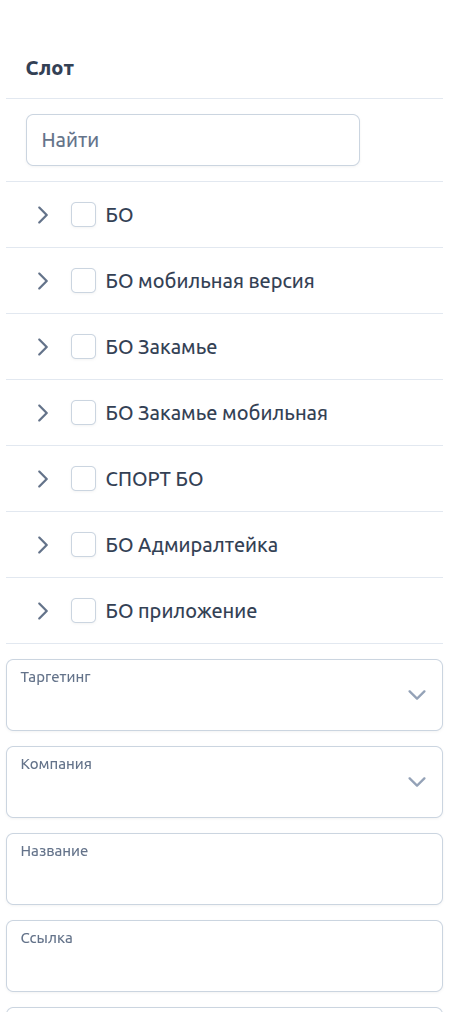 Слот
Найти
БО
БО мобильная версия
БО Закамье
БО Закамье мобильная
СПОРТ БО
БО Адмиралтейка
БО приложение
Таргетинг
Компания
Название
Ссылка